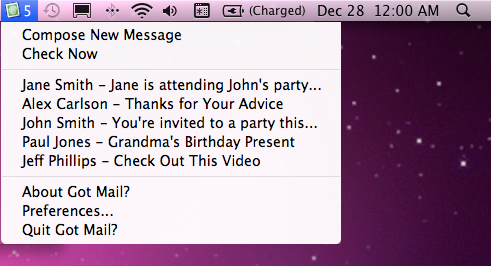 5 (Charged) Dec 28 12:00 AM
Compose New Message
Check Now
Jane Smith – Jane is attending John's party...
Alex Carlson – Thanks for Your Advice
John Smith – You're invited to a party this...
Paul Jones – Grandma's Birthday Present
Jeff Phillips – Check Out This Video
About Got Mail?
Preferences...
Quit Got Mail?